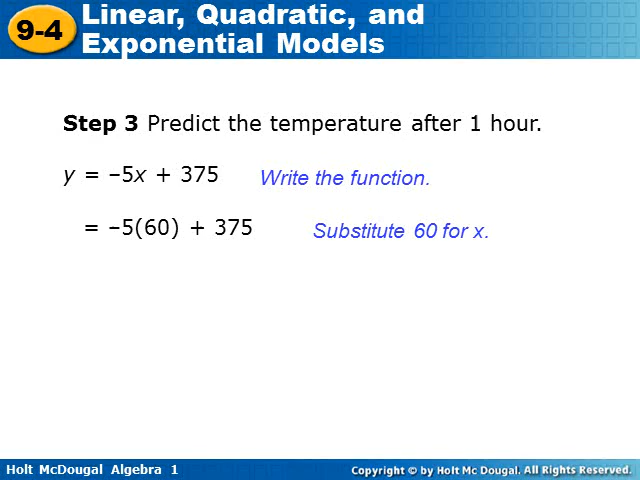 9-4
Linear, Quadratic, and
Exponential Models
Step 3 Predict the temperature after 1 hour.
y = –5x + 375 Write the function.
= –5(60) + 375 Substitute 60 for x.
Holt McDougal Algebra 1 Copyright © by Holt Mc Dougal. All Rights Reserved.